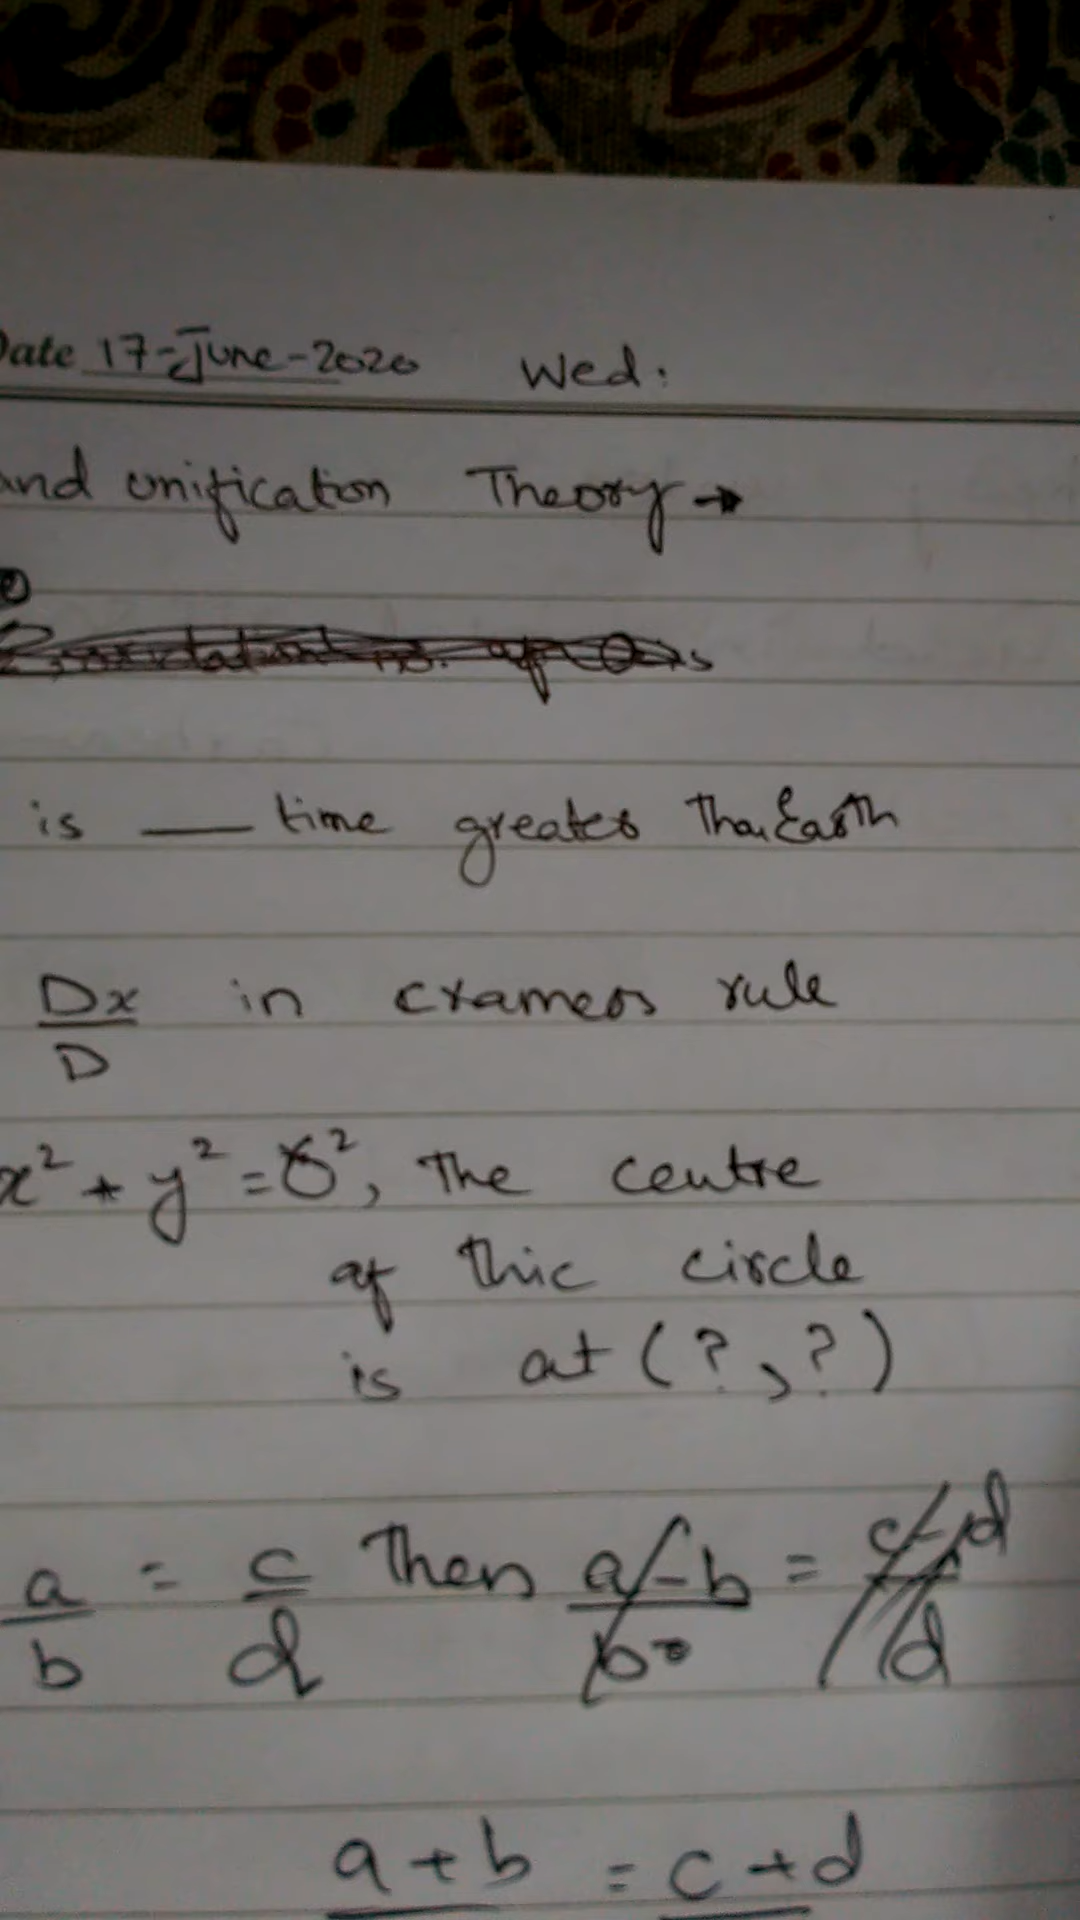 Date 17-June-2020 Wed.
and unification Theory →
is ___ time greater Than Earth
Dx/D in cramers rule
x² + y² = r², The centre
of this circle
is at (?, ?)
a/b = c/d Then a-b/b = c-d/d
a+b = c+d